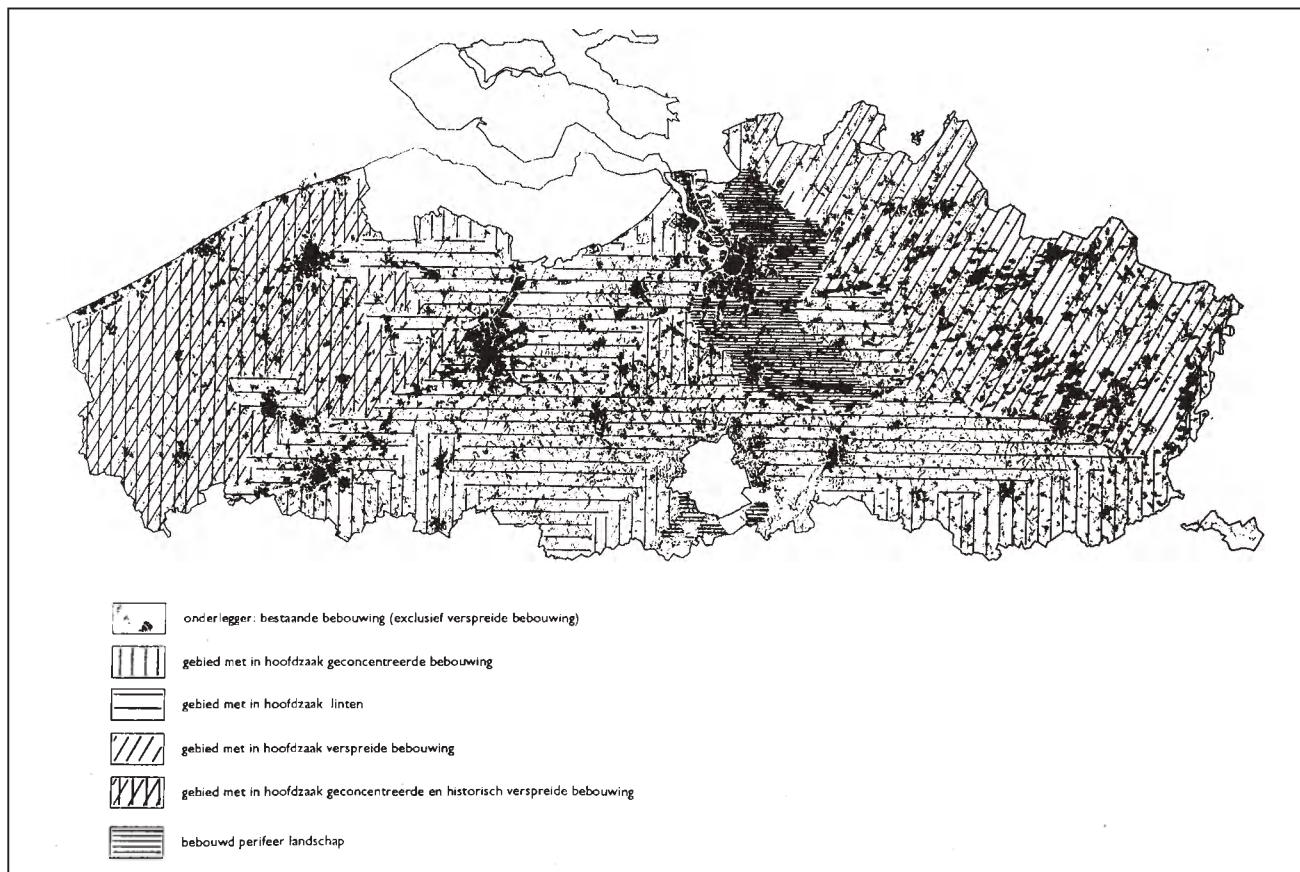 onderlegger: bestaande bebouwing (exclusief verspreide bebouwing)
gebied met in hoofdzaak geconcentreerde bebouwing
gebied met in hoofdzaak linten
gebied met in hoofdzaak verspreide bebouwing
gebied met in hoofdzaak geconcentreerde en historisch verspreide bebouwing
bebouwd perifeer landschap